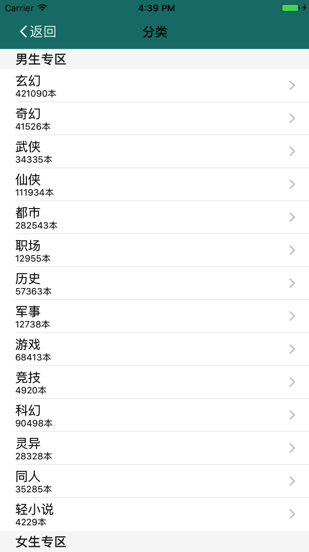 Carrier 4:39 PM
返回 分类
男生专区
玄幻
421090本
奇幻
41526本
武侠
34335本
仙侠
111934本
都市
282543本
职场
12955本
历史
57363本
军事
12738本
游戏
68413本
竞技
4920本
科幻
90498本
灵异
28328本
同人
35285本
轻小说
4229本
女生专区